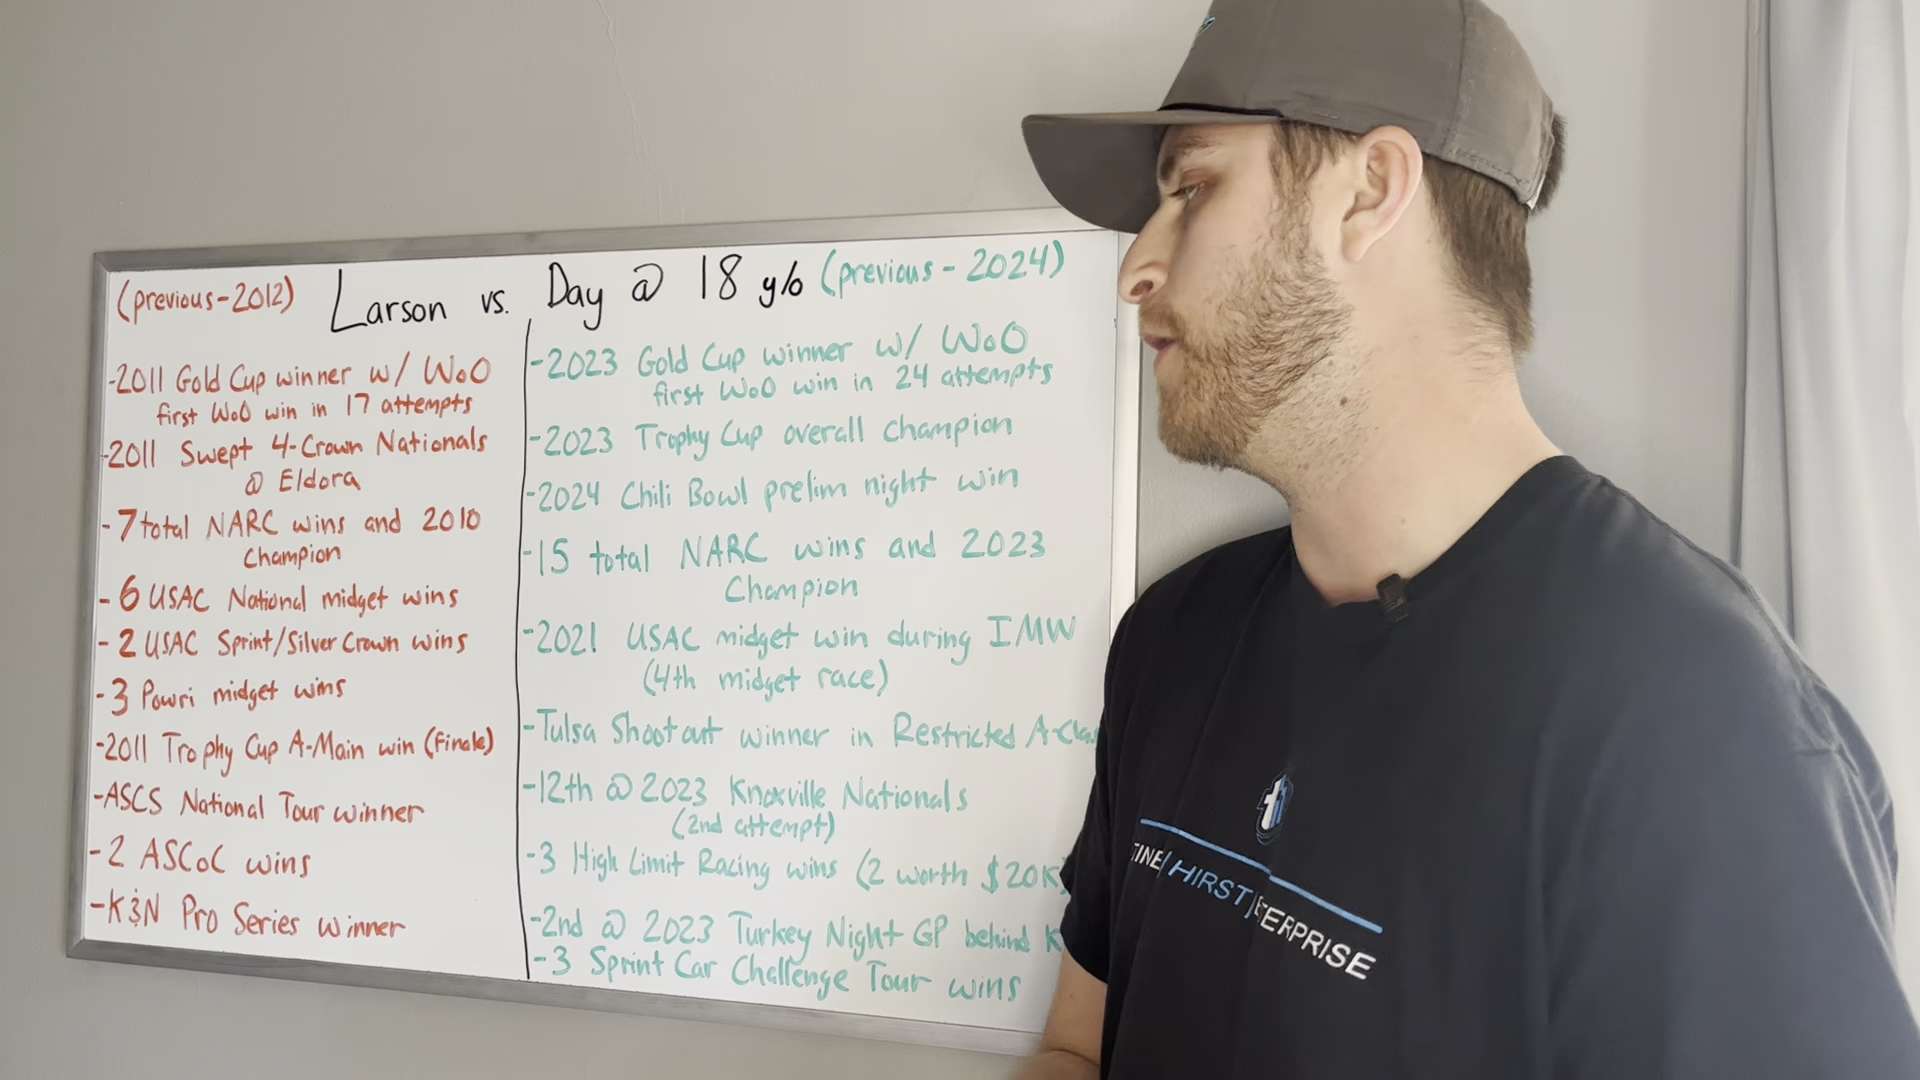 (previous-2012) Larson vs. Day @ 18 y/o (previous-2024)
-2011 Gold Cup winner w/ WoO
first WoO win in 17 attempts
-2011 Swept 4-Crown Nationals
@ Eldora
-7 total NARC wins and 2010
Champion
-6 USAC National midget wins
-2 USAC Sprint/Silver Crown wins
-3 Powri midget wins
-2011 Trophy Cup A-Main win (Finale)
-ASCS National Tour winner
-2 ASCoC wins
-K&N Pro Series winner
-2023 Gold Cup winner w/ WoO
first WoO win in 24 attempts
-2023 Trophy Cup overall champion
-2024 Chili Bowl prelim night win
-15 total NARC wins and 2023
Champion
-2021 USAC midget win during IMW
(4th midget race)
-Tulsa Shootout winner in Restricted A-Clas
-12th @ 2023 Knoxville Nationals
(2nd attempt)
-3 High Limit Racing wins (2 worth $20K)
-2nd @ 2023 Turkey Night GP behind K
-3 Sprint Car Challenge Tour wins
TINE/HIRST/
ERPRISE